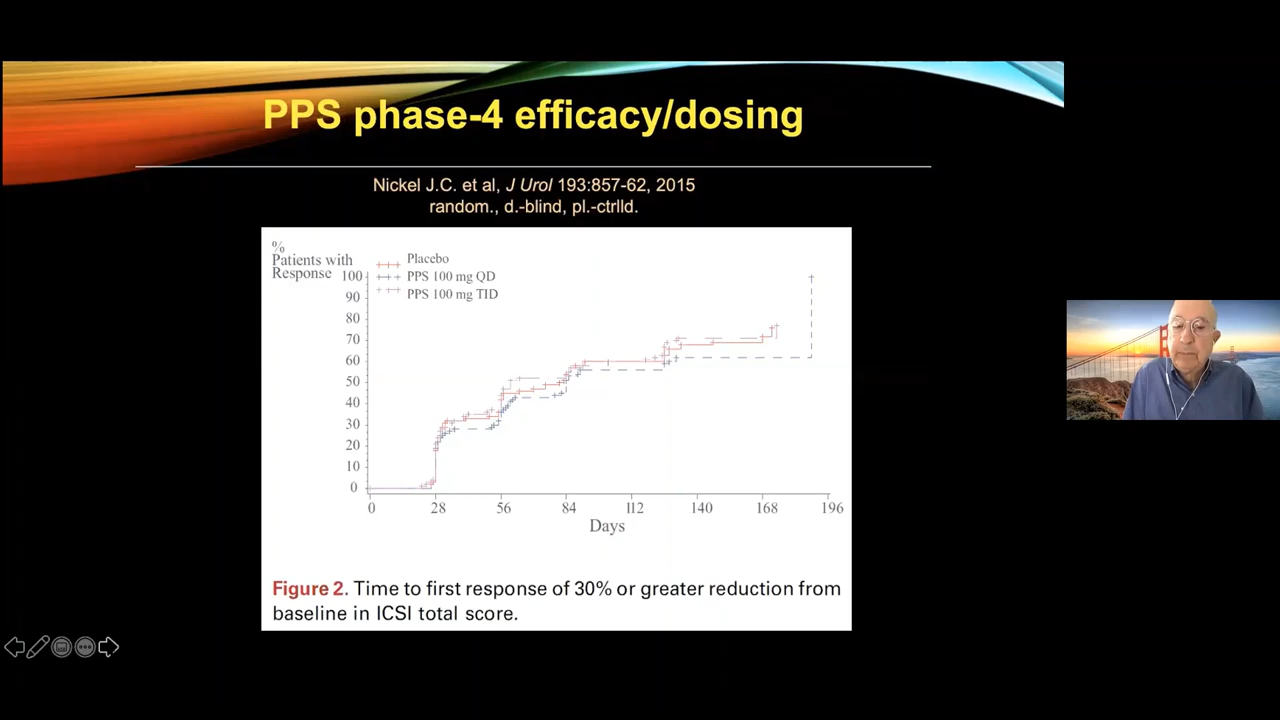 PPS phase-4 efficacy/dosing
Nickel J.C. et al, J Urol 193:857-62, 2015
random., d.-blind, pl.-ctrlld.
%
Patients with
Response
Placebo
PPS 100 mg QD
PPS 100 mg TID
100
90
80
70
60
50
40
30
20
10
0
0 28 56 84 112 140 168 196
Days
Figure 2. Time to first response of 30% or greater reduction from
baseline in ICSI total score.